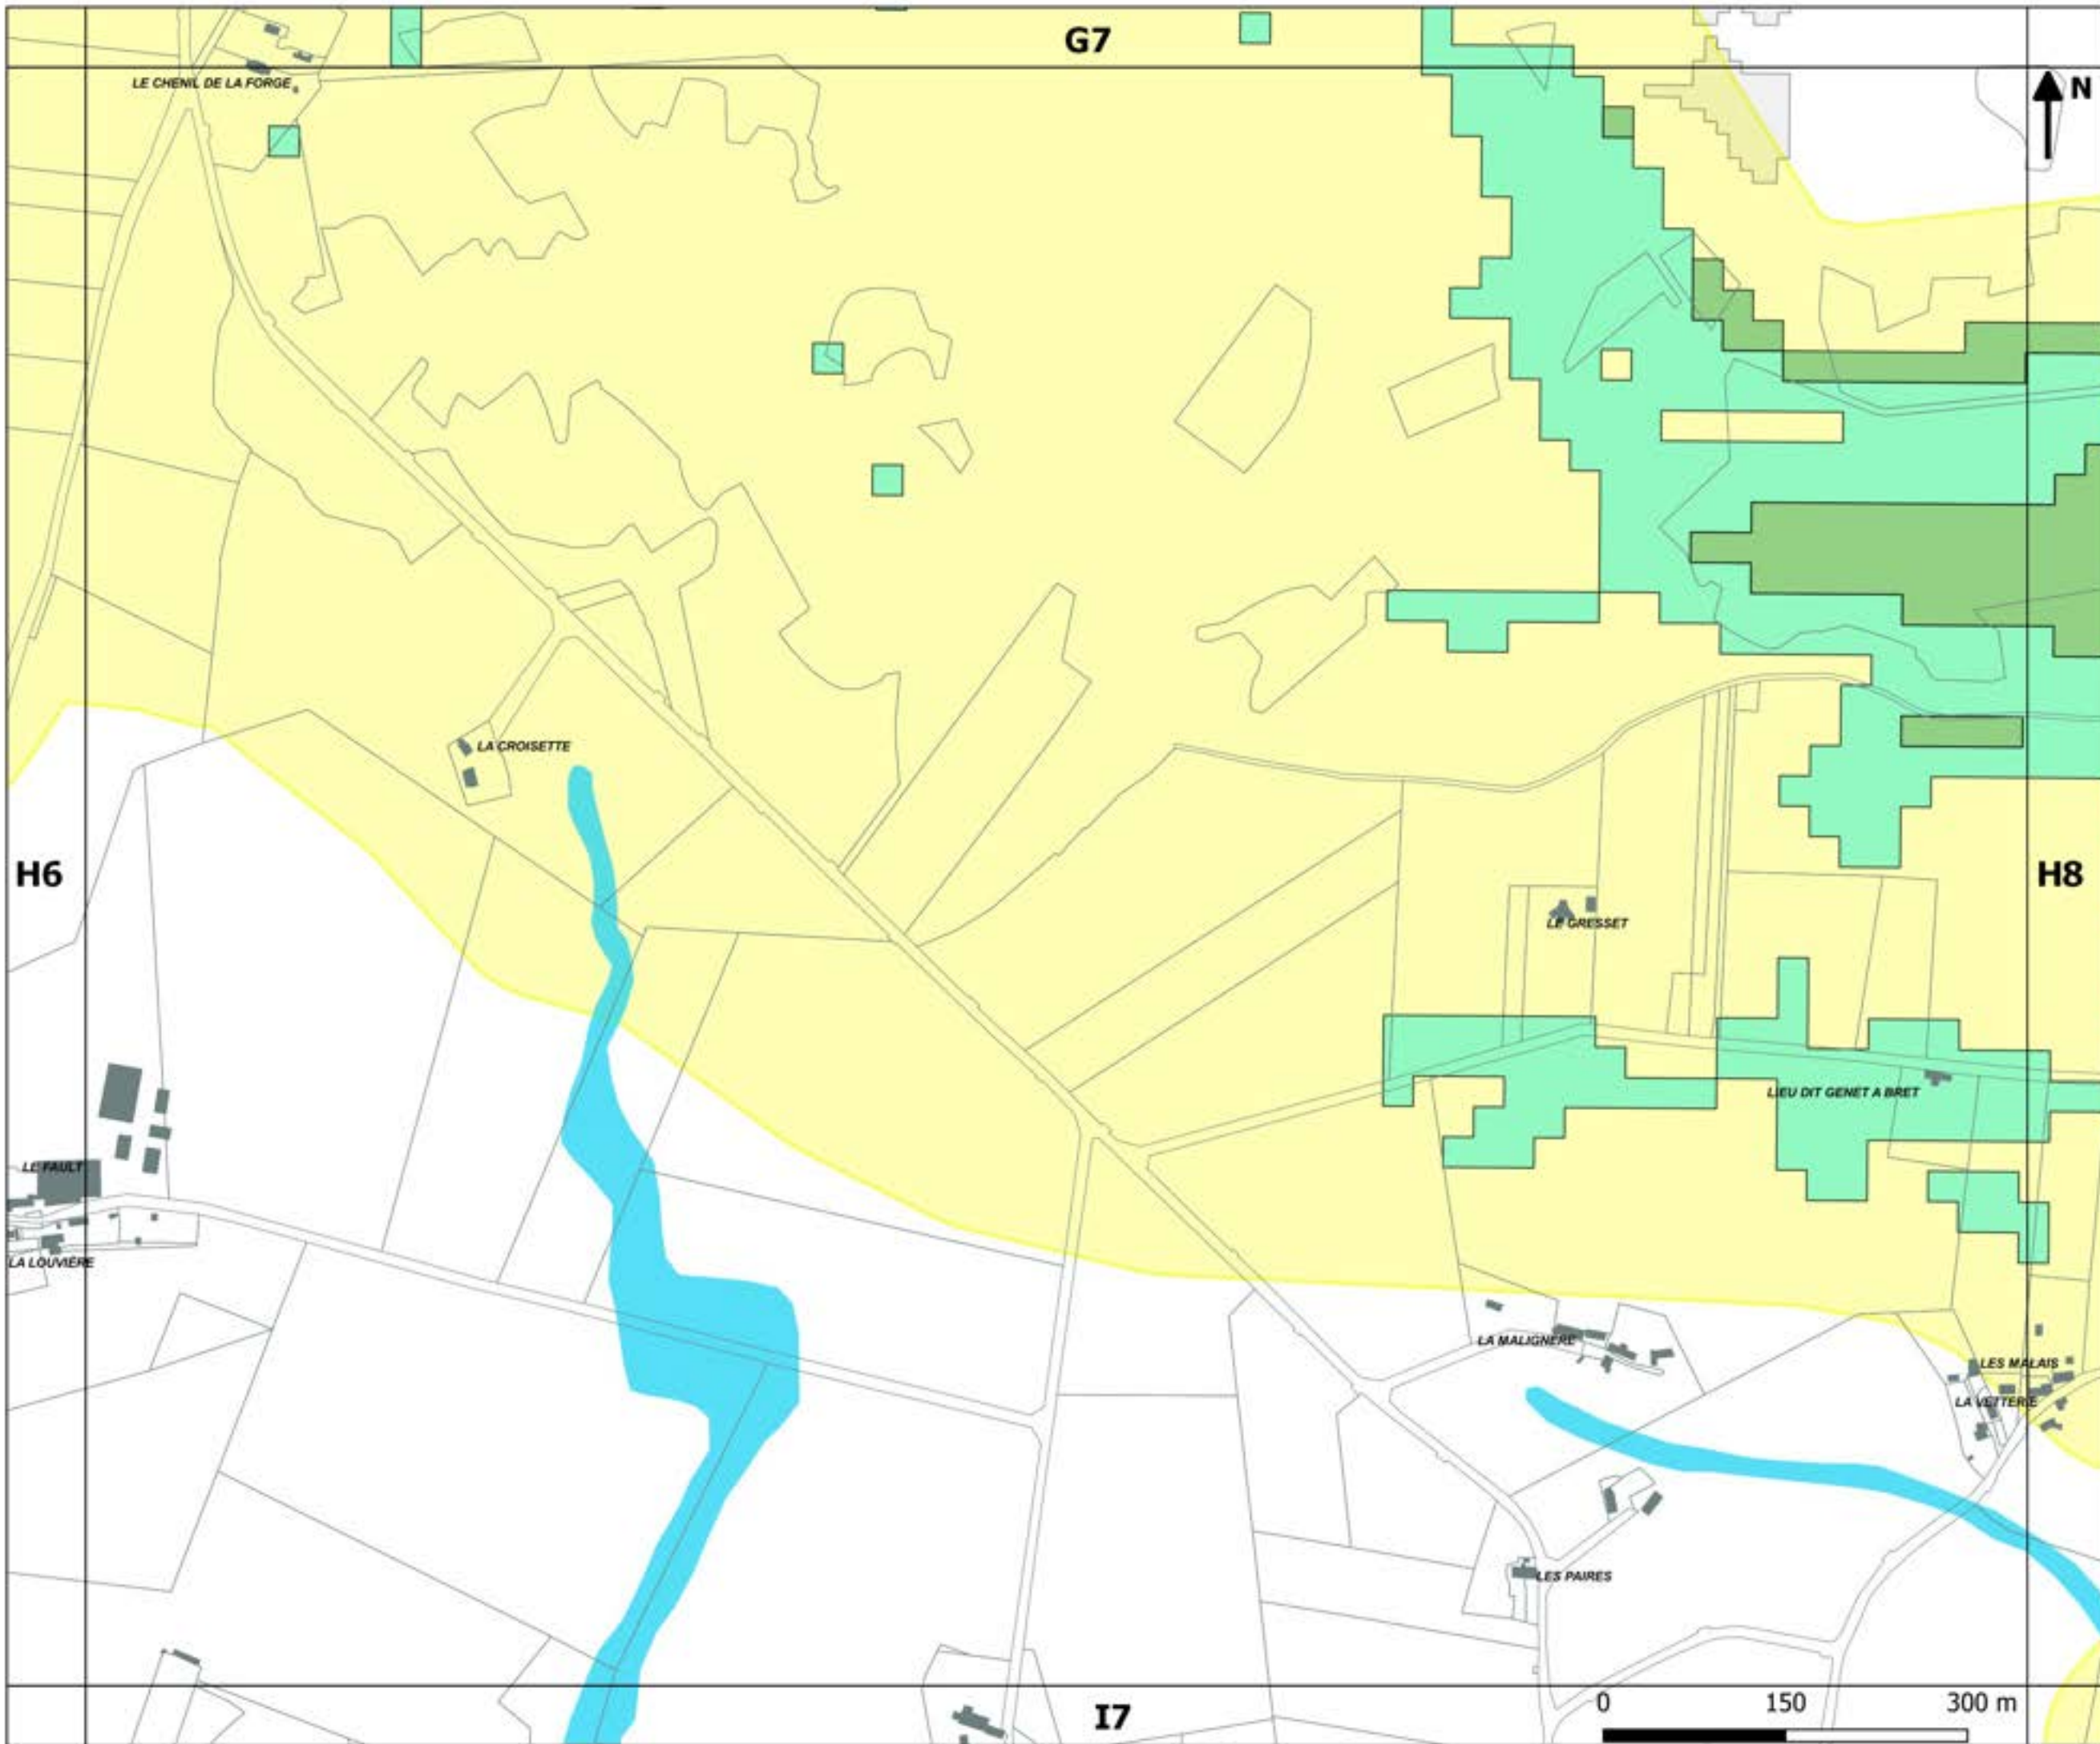 G7
LE CHENIL DE LA FORGE
N
LA CROISETTE
H6
H8
LE GRESSET
LIEU DIT GENET A BRET
LE FAULT
LA LOUVIÈRE
LA MALIGNERE
LES MALAIS
LA VETTERIE
LES PAIRES
0 150 300 m
I7